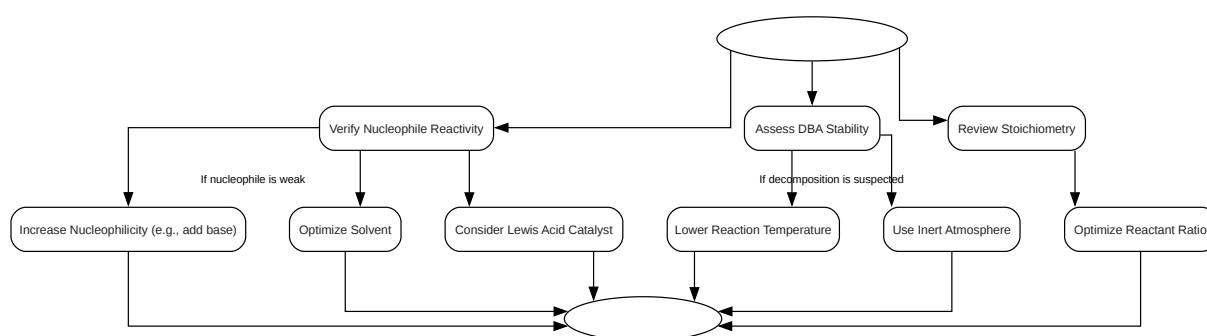 Verify Nucleophile Reactivity
Assess DBA Stability
Review Stoichiometry
If nucleophile is weak
If decomposition is suspected
Increase Nucleophilicity (e.g., add base)
Optimize Solvent
Consider Lewis Acid Catalyst
Lower Reaction Temperature
Use Inert Atmosphere
Optimize Reactant Ratio